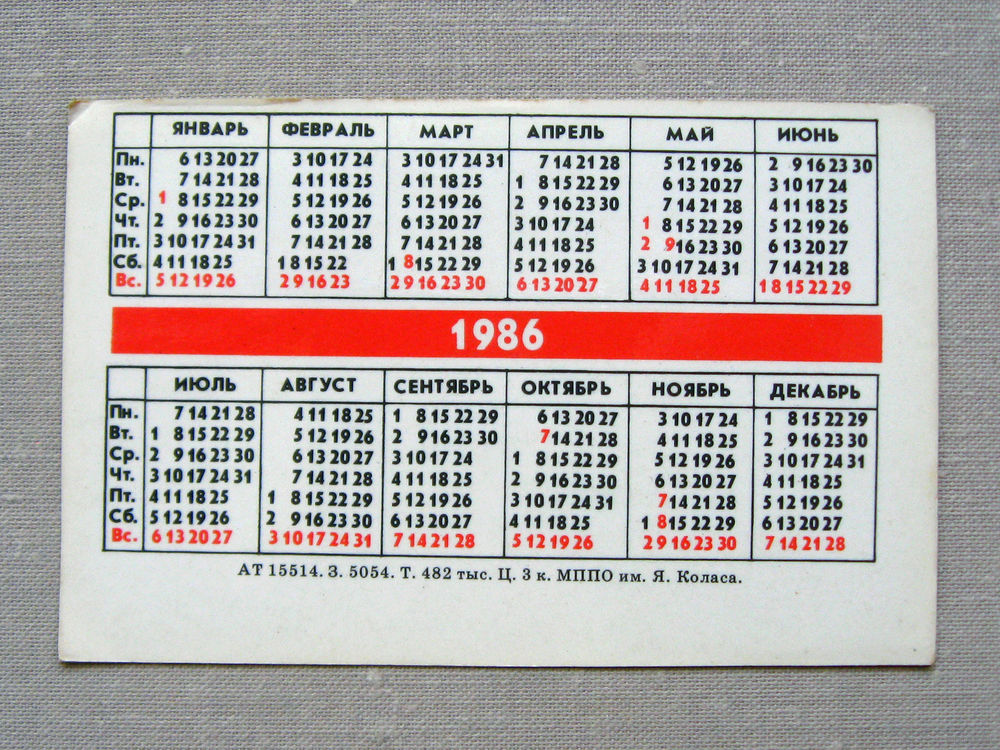 ЯНВАРЬ ФЕВРАЛЬ МАРТ АПРЕЛЬ МАЙ ИЮНЬ
Пн. 6 13 20 27 3 10 17 24 3 10 17 24 31 7 14 21 28 5 12 19 26 2 9 16 23 30
Вт. 7 14 21 28 4 11 18 25 4 11 18 25 1 8 15 22 29 6 13 20 27 3 10 17 24
Ср. 1 8 15 22 29 5 12 19 26 5 12 19 26 2 9 16 23 30 7 14 21 28 4 11 18 25
Чт. 2 9 16 23 30 6 13 20 27 6 13 20 27 3 10 17 24 1 8 15 22 29 5 12 19 26
Пт. 3 10 17 24 31 7 14 21 28 7 14 21 28 4 11 18 25 2 9 16 23 30 6 13 20 27
Сб. 4 11 18 25 1 8 15 22 1 8 15 22 29 5 12 19 26 3 10 17 24 31 7 14 21 28
Вс. 5 12 19 26 2 9 16 23 2 9 16 23 30 6 13 20 27 4 11 18 25 1 8 15 22 29
1986
ИЮЛЬ АВГУСТ СЕНТЯБРЬ ОКТЯБРЬ НОЯБРЬ ДЕКАБРЬ
Пн. 7 14 21 28 4 11 18 25 1 8 15 22 29 6 13 20 27 3 10 17 24 1 8 15 22 29
Вт. 1 8 15 22 29 5 12 19 26 2 9 16 23 30 7 14 21 28 4 11 18 25 2 9 16 23 30
Ср. 2 9 16 23 30 6 13 20 27 3 10 17 24 1 8 15 22 29 5 12 19 26 3 10 17 24 31
Чт. 3 10 17 24 31 7 14 21 28 4 11 18 25 2 9 16 23 30 6 13 20 27 4 11 18 25
Пт. 4 11 18 25 1 8 15 22 29 5 12 19 26 3 10 17 24 31 7 14 21 28 5 12 19 26
Сб. 5 12 19 26 2 9 16 23 30 6 13 20 27 4 11 18 25 1 8 15 22 29 6 13 20 27
Вс. 6 13 20 27 3 10 17 24 31 7 14 21 28 5 12 19 26 2 9 16 23 30 7 14 21 28
АТ 15514. З. 5054. Т. 482 тыс. Ц. 3 к. МППО им. Я. Коласа.